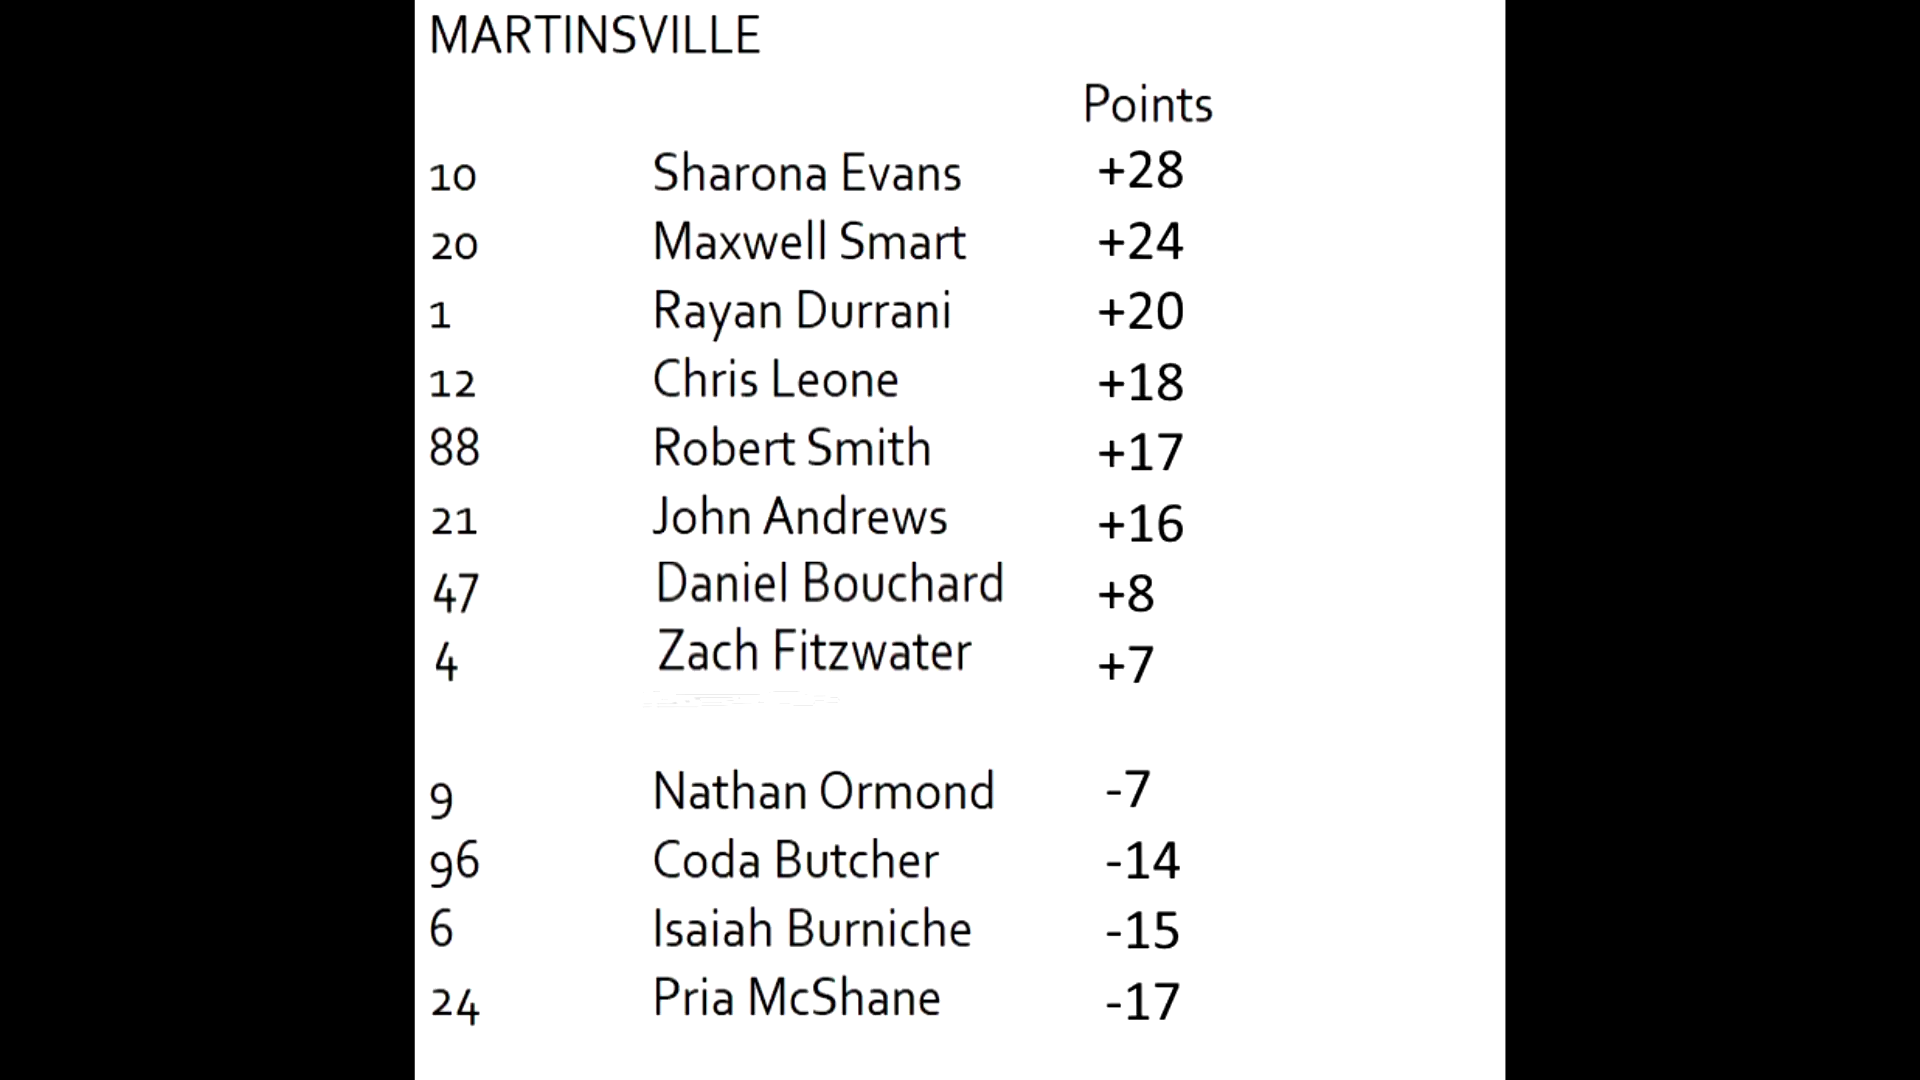 MARTINSVILLE
Points
10 Sharona Evans +28
20 Maxwell Smart +24
1 Rayan Durrani +20
12 Chris Leone +18
88 Robert Smith +17
21 John Andrews +16
47 Daniel Bouchard +8
4 Zach Fitzwater +7
9 Nathan Ormond -7
96 Coda Butcher -14
6 Isaiah Burniche -15
24 Pria McShane -17